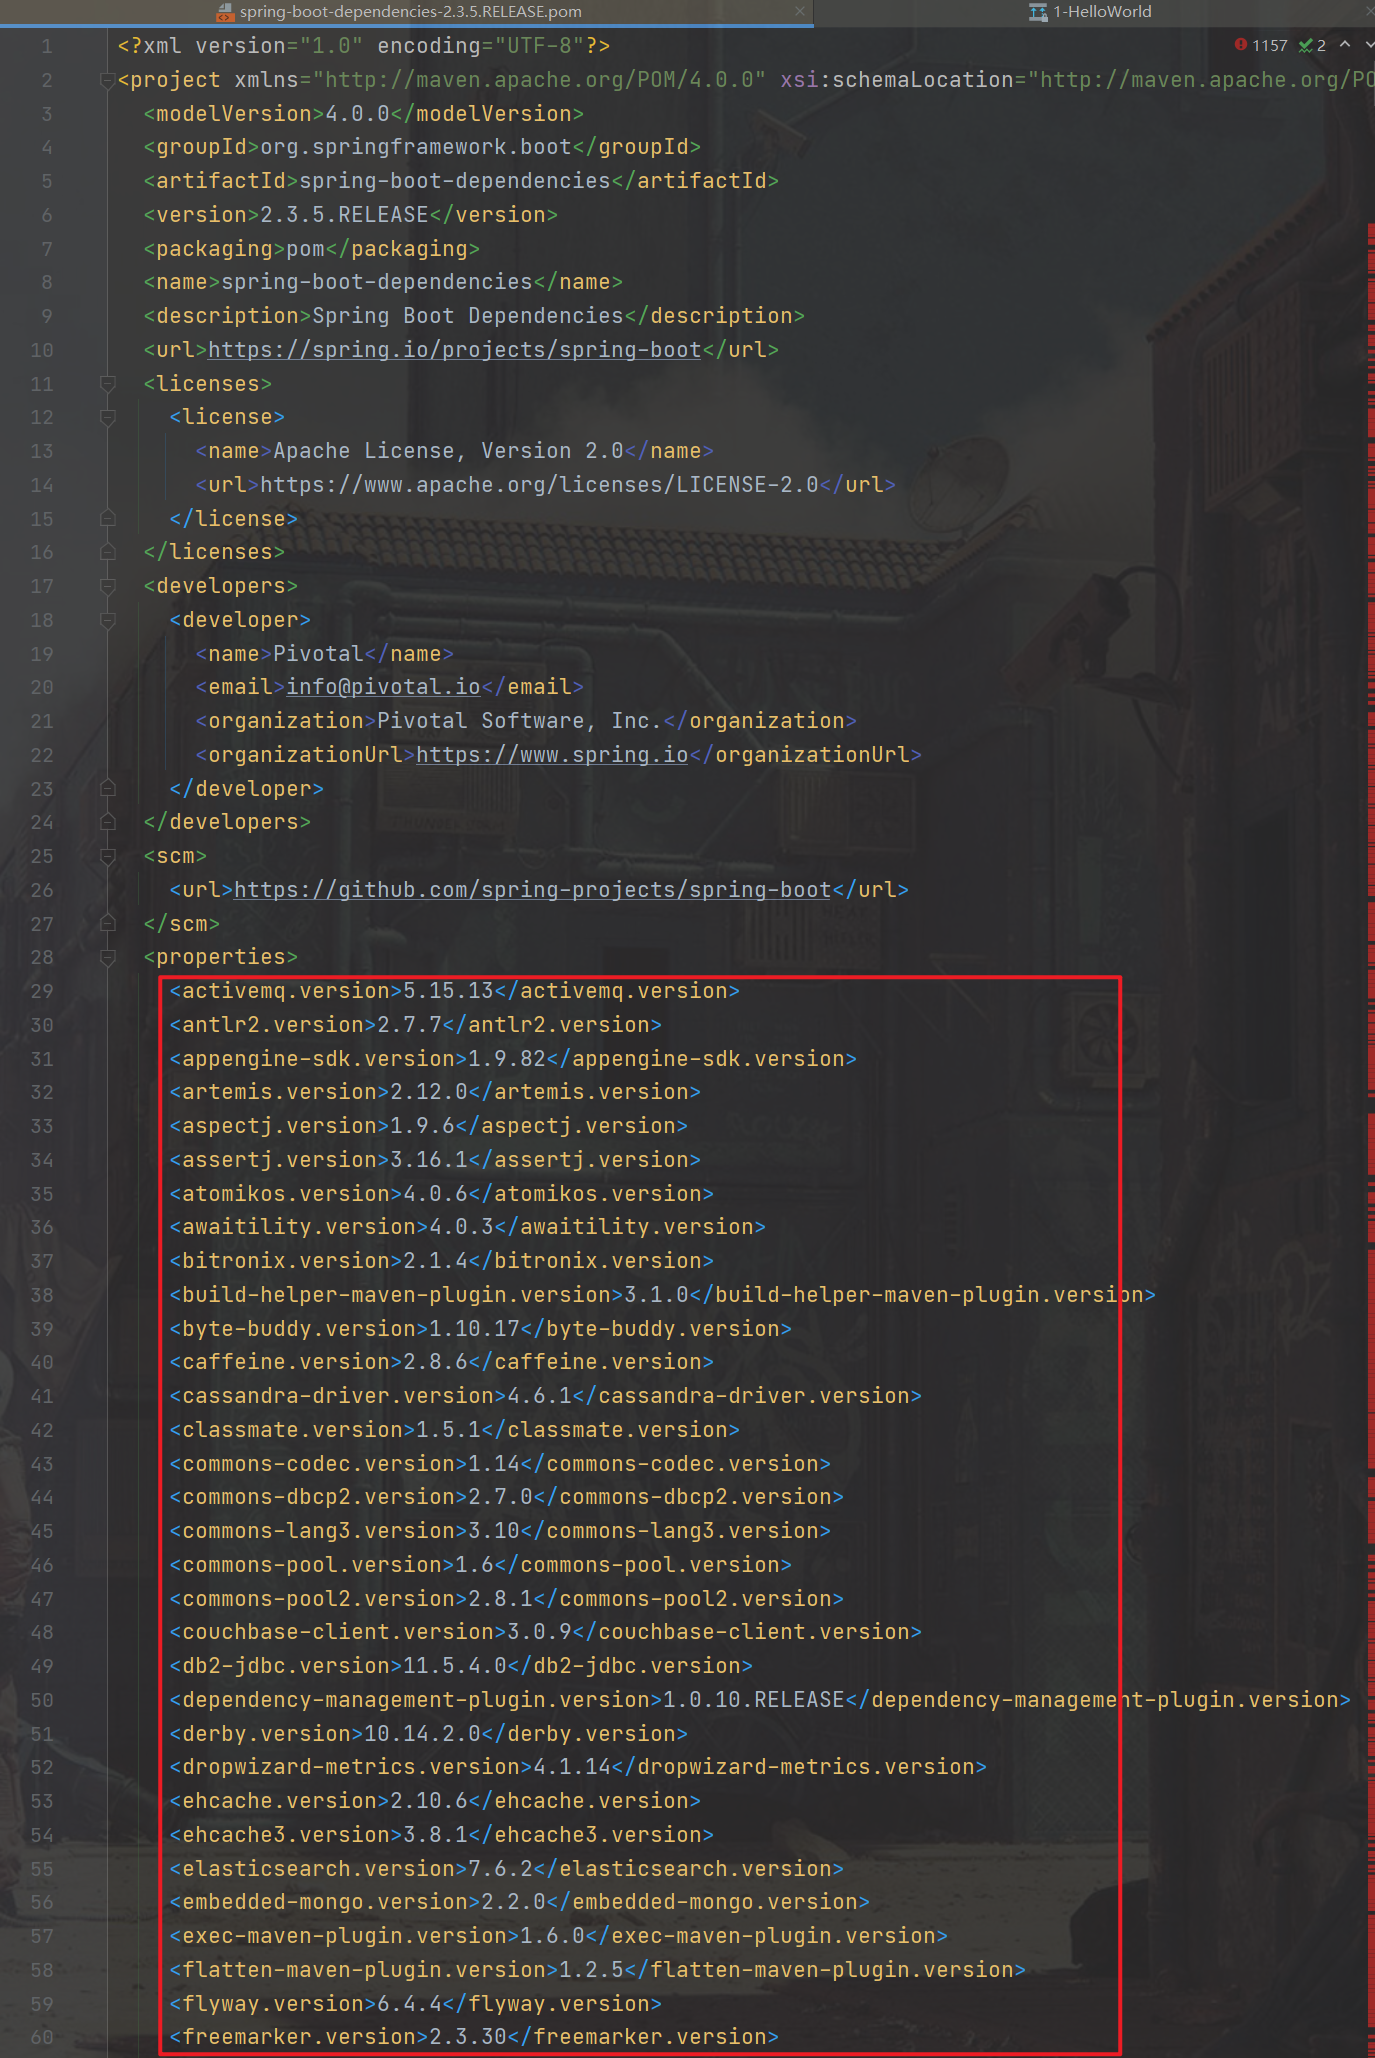 spring-boot-dependencies-2.3.5.RELEASE.pom
1-HelloWorld
1157 2
1 <?xml version="1.0" encoding="UTF-8"?>
2 <project xmlns="http://maven.apache.org/POM/4.0.0" xsi:schemaLocation="http://maven.apache.org/PO
3 <modelVersion>4.0.0</modelVersion>
4 <groupId>org.springframework.boot</groupId>
5 <artifactId>spring-boot-dependencies</artifactId>
6 <version>2.3.5.RELEASE</version>
7 <packaging>pom</packaging>
8 <name>spring-boot-dependencies</name>
9 <description>Spring Boot Dependencies</description>
10 <url>https://spring.io/projects/spring-boot</url>
11 <licenses>
12 <license>
13 <name>Apache License, Version 2.0</name>
14 <url>https://www.apache.org/licenses/LICENSE-2.0</url>
15 </license>
16 </licenses>
17 <developers>
18 <developer>
19 <name>Pivotal</name>
20 <email>info@pivotal.io</email>
21 <organization>Pivotal Software, Inc.</organization>
22 <organizationUrl>https://www.spring.io</organizationUrl>
23 </developer>
24 </developers>
25 <scm>
26 <url>https://github.com/spring-projects/spring-boot</url>
27 </scm>
28 <properties>
29 <activemq.version>5.15.13</activemq.version>
30 <antlr2.version>2.7.7</antlr2.version>
31 <appengine-sdk.version>1.9.82</appengine-sdk.version>
32 <artemis.version>2.12.0</artemis.version>
33 <aspectj.version>1.9.6</aspectj.version>
34 <assertj.version>3.16.1</assertj.version>
35 <atomikos.version>4.0.6</atomikos.version>
36 <awaitility.version>4.0.3</awaitility.version>
37 <bitronix.version>2.1.4</bitronix.version>
38 <build-helper-maven-plugin.version>3.1.0</build-helper-maven-plugin.version>
39 <byte-buddy.version>1.10.17</byte-buddy.version>
40 <caffeine.version>2.8.6</caffeine.version>
41 <cassandra-driver.version>4.6.1</cassandra-driver.version>
42 <classmate.version>1.5.1</classmate.version>
43 <commons-codec.version>1.14</commons-codec.version>
44 <commons-dbcp2.version>2.7.0</commons-dbcp2.version>
45 <commons-lang3.version>3.10</commons-lang3.version>
46 <commons-pool.version>1.6</commons-pool.version>
47 <commons-pool2.version>2.8.1</commons-pool2.version>
48 <couchbase-client.version>3.0.9</couchbase-client.version>
49 <db2-jdbc.version>11.5.4.0</db2-jdbc.version>
50 <dependency-management-plugin.version>1.0.10.RELEASE</dependency-management-plugin.version>
51 <derby.version>10.14.2.0</derby.version>
52 <dropwizard-metrics.version>4.1.14</dropwizard-metrics.version>
53 <ehcache.version>2.10.6</ehcache.version>
54 <ehcache3.version>3.8.1</ehcache3.version>
55 <elasticsearch.version>7.6.2</elasticsearch.version>
56 <embedded-mongo.version>2.2.0</embedded-mongo.version>
57 <exec-maven-plugin.version>1.6.0</exec-maven-plugin.version>
58 <flatten-maven-plugin.version>1.2.5</flatten-maven-plugin.version>
59 <flyway.version>6.4.4</flyway.version>
60 <freemarker.version>2.3.30</freemarker.version>